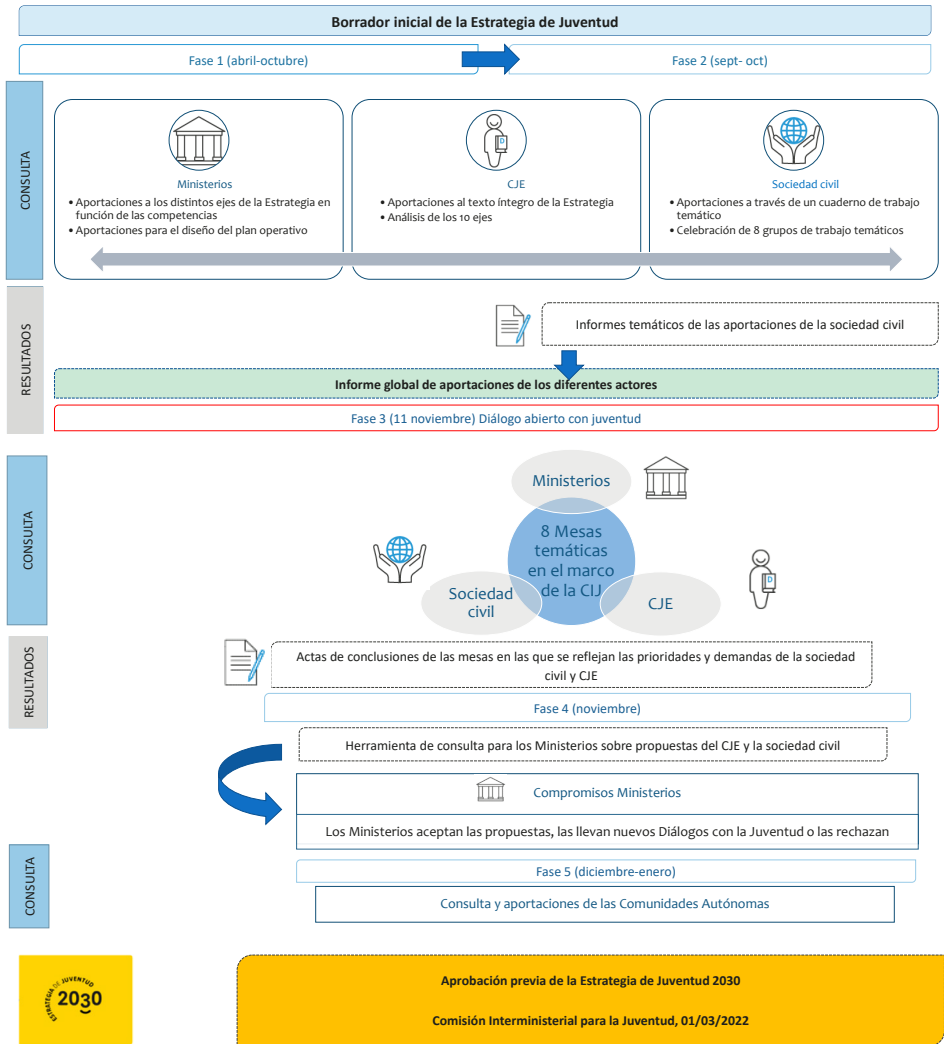 Borrador inicial de la Estrategia de Juventud
Fase 1 (abril-octubre)
Fase 2 (sept- oct)
CONSULTA
Ministerios
• Aportaciones a los distintos ejes de la Estrategia en
función de las competencias
• Aportaciones para el diseño del plan operativo
CJE
• Aportaciones al texto íntegro de la Estrategia
• Análisis de los 10 ejes
Sociedad civil
• Aportaciones a través de un cuaderno de trabajo
temático
• Celebración de 8 grupos de trabajo temáticos
RESULTADOS
Informes temáticos de las aportaciones de la sociedad civil
Informe global de aportaciones de los diferentes actores
Fase 3 (11 noviembre) Diálogo abierto con juventud
CONSULTA
Ministerios
8 Mesas
temáticas
en el marco
de la CIJ
Sociedad
civil
CJE
RESULTADOS
Actas de conclusiones de las mesas en las que se reflejan las prioridades y demandas de la sociedad
civil y CJE
Fase 4 (noviembre)
Herramienta de consulta para los Ministerios sobre propuestas del CJE y la sociedad civil
Compromisos Ministerios
Los Ministerios aceptan las propuestas, las llevan nuevos Diálogos con la Juventud o las rechazan
CONSULTA
Fase 5 (diciembre-enero)
Consulta y aportaciones de las Comunidades Autónomas
ESTRATEGIA DE JUVENTUD
2030
Aprobación previa de la Estrategia de Juventud 2030
Comisión Interministerial para la Juventud, 01/03/2022